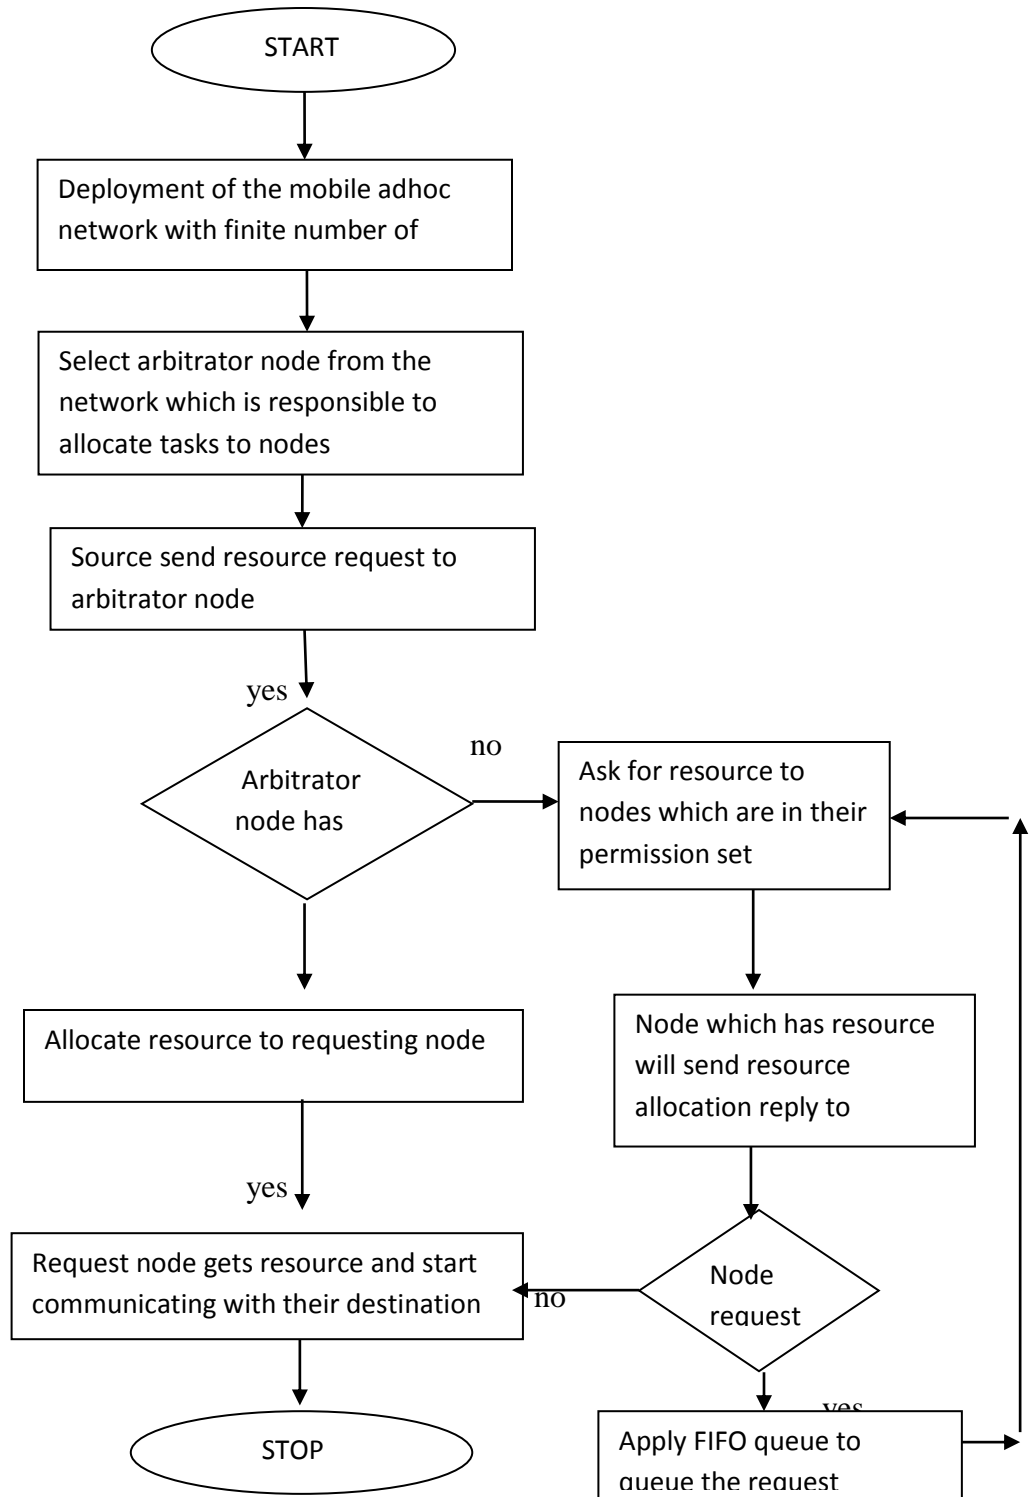 START
Deployment of the mobile adhoc
network with finite number of
Select arbitrator node from the
network which is responsible to
allocate tasks to nodes
Source send resource request to
arbitrator node
yes
Arbitrator
node has
no
Ask for resource to
nodes which are in their
permission set
Allocate resource to requesting node
Node which has resource
will send resource
allocation reply to
yes
Request node gets resource and start
communicating with their destination
no
Node
request
yes
Apply FIFO queue to
queue the request
STOP